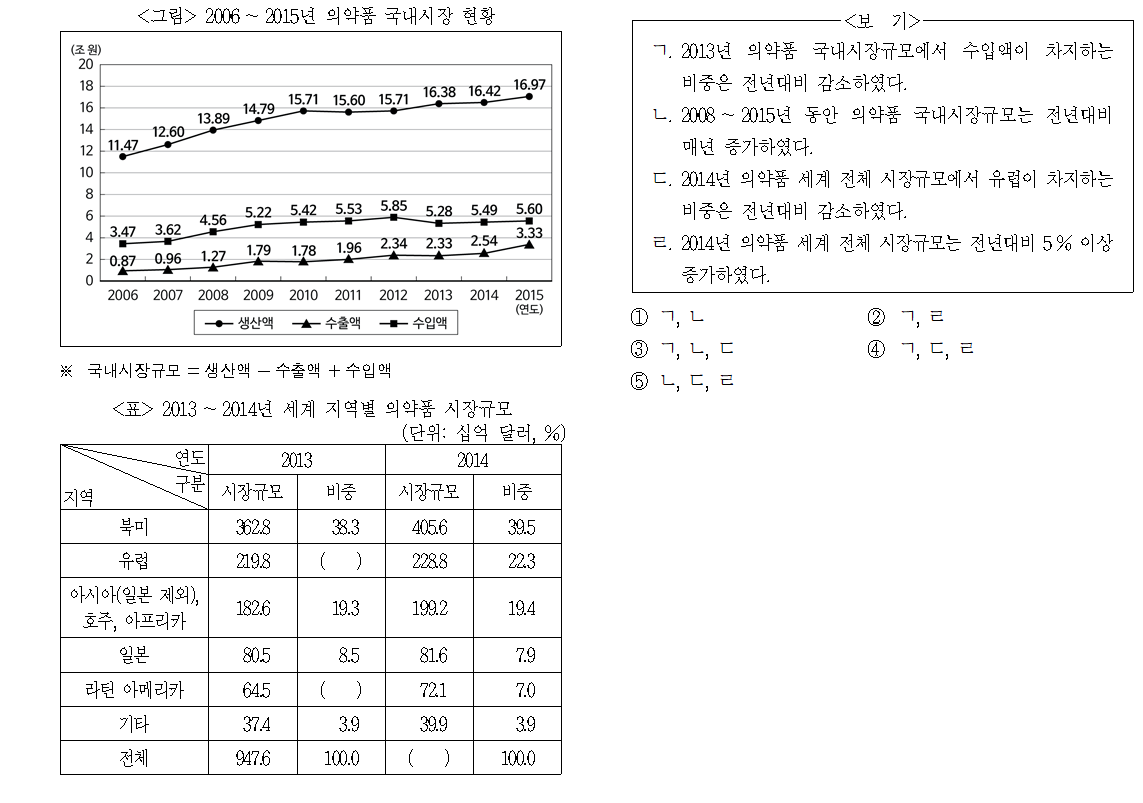 <그림> 2006 ~ 2015년 의약품 국내시장 현황
(조 원)
20
18
16
14
12
10
8
6
4
2
0
11.47 12.60 13.89 14.79 15.71 15.60 15.71 16.38 16.42 16.97
3.47 3.62 4.56 5.22 5.42 5.53 5.85 5.28 5.49 5.60
0.87 0.96 1.27 1.79 1.78 1.96 2.34 2.33 2.54 3.33
2006 2007 2008 2009 2010 2011 2012 2013 2014 2015
(연도)
생산액 수출액 수입액
※ 국내시장규모 = 생산액 - 수출액 + 수입액
<표> 2013 ~ 2014년 세계 지역별 의약품 시장규모
(단위: 십억 달러, %)
연도 2013 2014
구분
지역 시장규모 비중 시장규모 비중
북미 362.8 38.3 405.6 39.5
유럽 219.8 ( ) 228.8 22.3
아시아(일본 제외),
호주, 아프리카 182.6 19.3 199.2 19.4
일본 80.5 8.5 81.6 7.9
라틴 아메리카 64.5 ( ) 72.1 7.0
기타 37.4 3.9 39.9 3.9
전체 947.6 100.0 ( ) 100.0
<보 기>
ㄱ. 2013년 의약품 국내시장규모에서 수입액이 차지하는
비중은 전년대비 감소하였다.
ㄴ. 2008 ~ 2015년 동안 의약품 국내시장규모는 전년대비
매년 증가하였다.
ㄷ. 2014년 의약품 세계 전체 시장규모에서 유럽이 차지하는
비중은 전년대비 감소하였다.
ㄹ. 2014년 의약품 세계 전체 시장규모는 전년대비 5 % 이상
증가하였다.
① ㄱ, ㄴ ② ㄱ, ㄹ
③ ㄱ, ㄴ, ㄷ ④ ㄱ, ㄷ, ㄹ
⑤ ㄴ, ㄷ, ㄹ